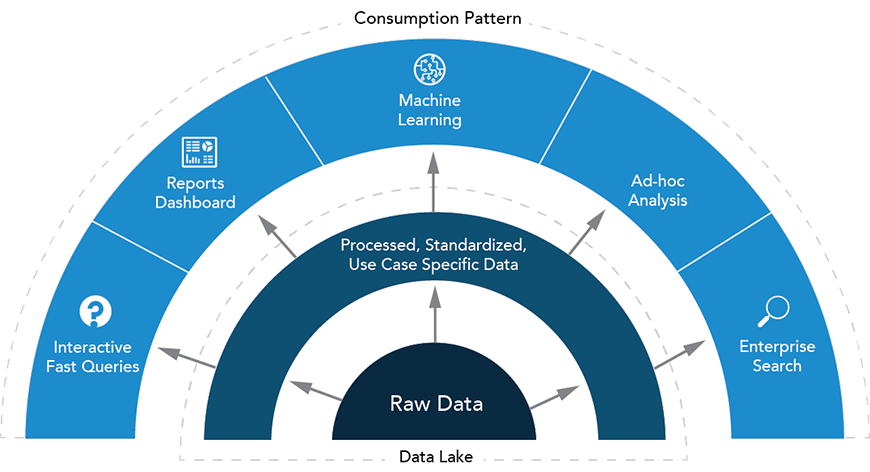 Consumption Pattern
Machine
Learning
Reports
Dashboard
Ad-hoc
Analysis
Processed, Standardized,
Use Case Specific Data
Interactive
Fast Queries
Enterprise
Search
Raw Data
Data Lake